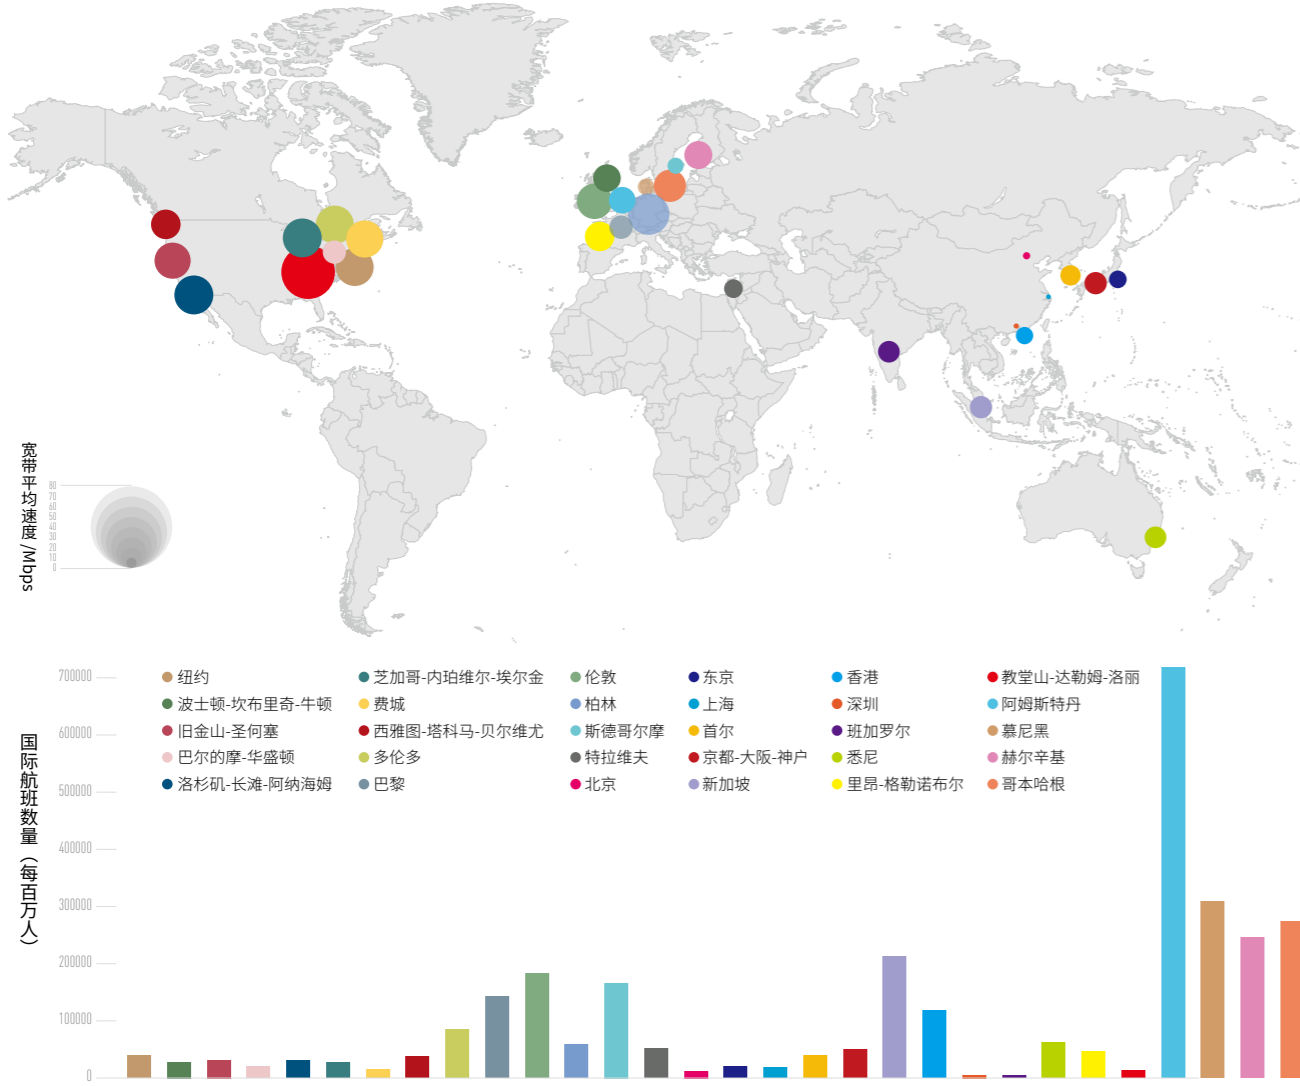 宽带平均速度 /Mbps
80
70
60
50
40
30
20
10
0
国际航班数量（每百万人）
700000
600000
500000
400000
300000
200000
100000
0
纽约
波士顿-坎布里奇-牛顿
旧金山-圣何塞
巴尔的摩-华盛顿
洛杉矶-长滩-阿纳海姆
芝加哥-内珀维尔-埃尔金
费城
西雅图-塔科马-贝尔维尤
多伦多
巴黎
伦敦
柏林
斯德哥尔摩
特拉维夫
北京
东京
上海
首尔
京都-大阪-神户
新加坡
香港
深圳
班加罗尔
悉尼
里昂-格勒诺布尔
教堂山-达勒姆-洛丽
阿姆斯特丹
慕尼黑
赫尔辛基
哥本哈根